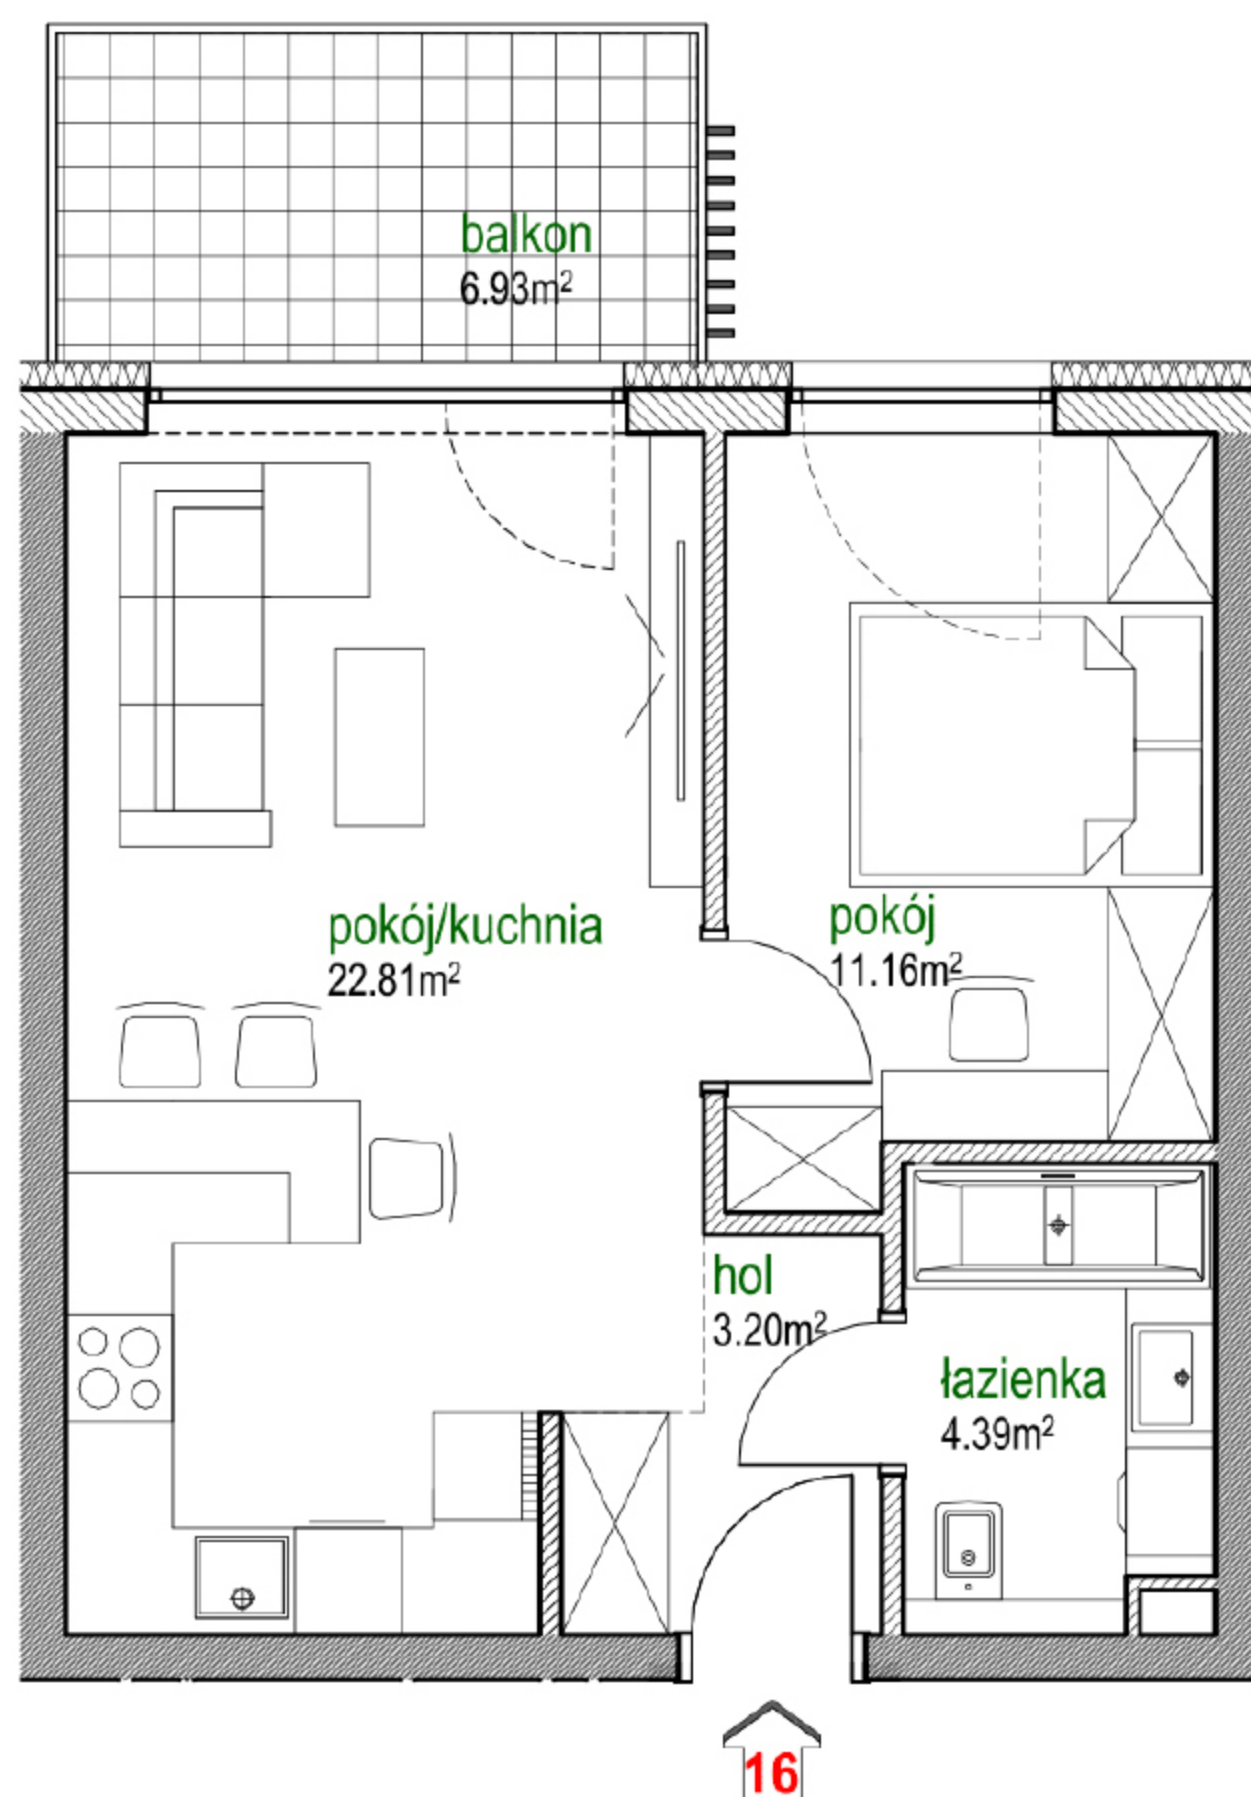 balkon
6.93m²
pokój/kuchnia
22.81m²
pokój
11.16m²
hol
3.20m²
łazienka
4.39m²
16